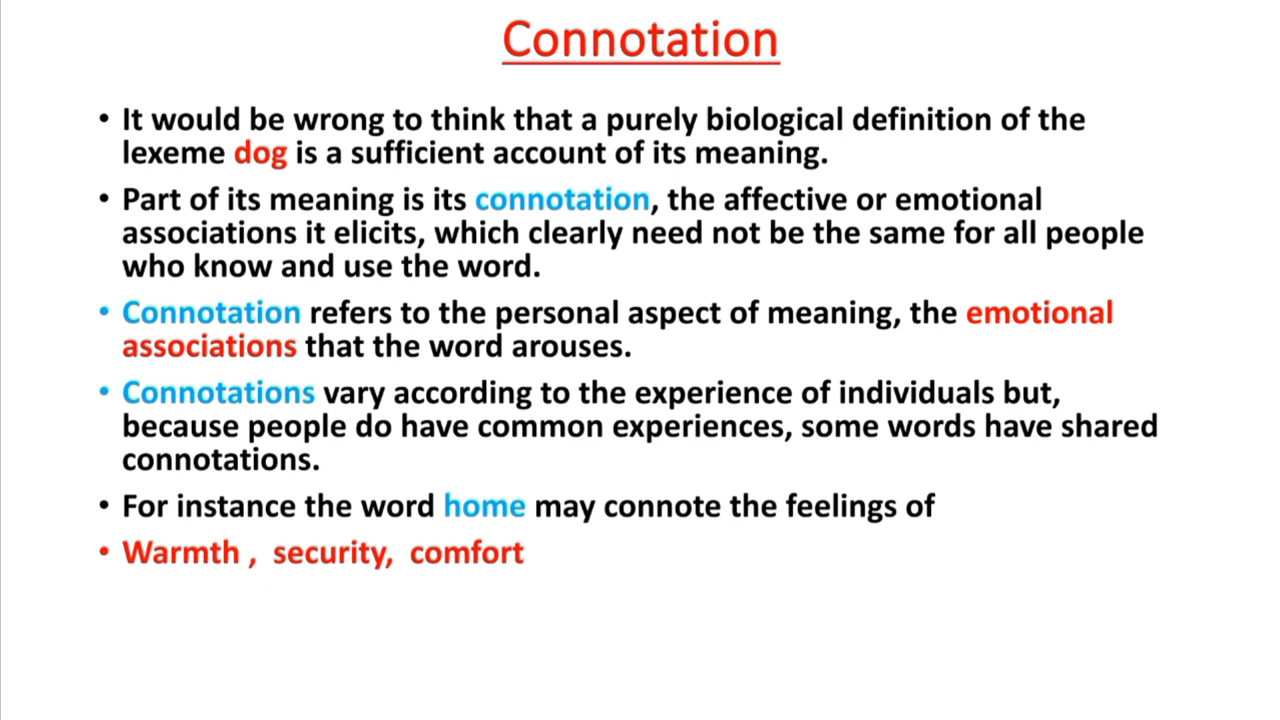 Connotation
• It would be wrong to think that a purely biological definition of the
lexeme dog is a sufficient account of its meaning.
• Part of its meaning is its connotation, the affective or emotional
associations it elicits, which clearly need not be the same for all people
who know and use the word.
• Connotation refers to the personal aspect of meaning, the emotional
associations that the word arouses.
• Connotations vary according to the experience of individuals but,
because people do have common experiences, some words have shared
connotations.
• For instance the word home may connote the feelings of
• Warmth , security, comfort